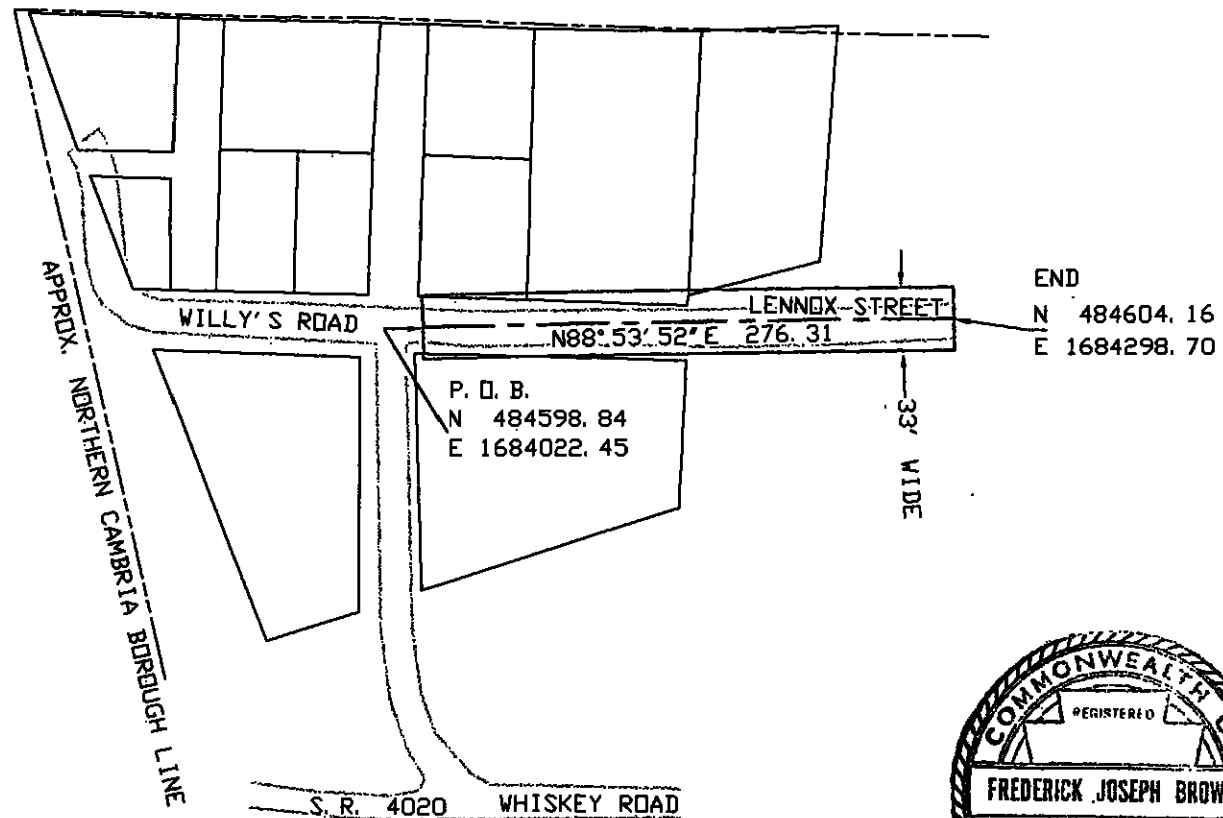 LENNOX STREET
WILLY'S ROAD
N88°53'52"E 276.31
END
N 484604.16
E 1684298.70
P.O.B.
N 484598.84
E 1684022.45
33' WIDE
APPROX. NORTHERN CAMBRIA BOROUGH LINE
S.R. 4020 WHISKEY ROAD
COMMONWEALTH
REGISTERED
FREDERICK JOSEPH BROW